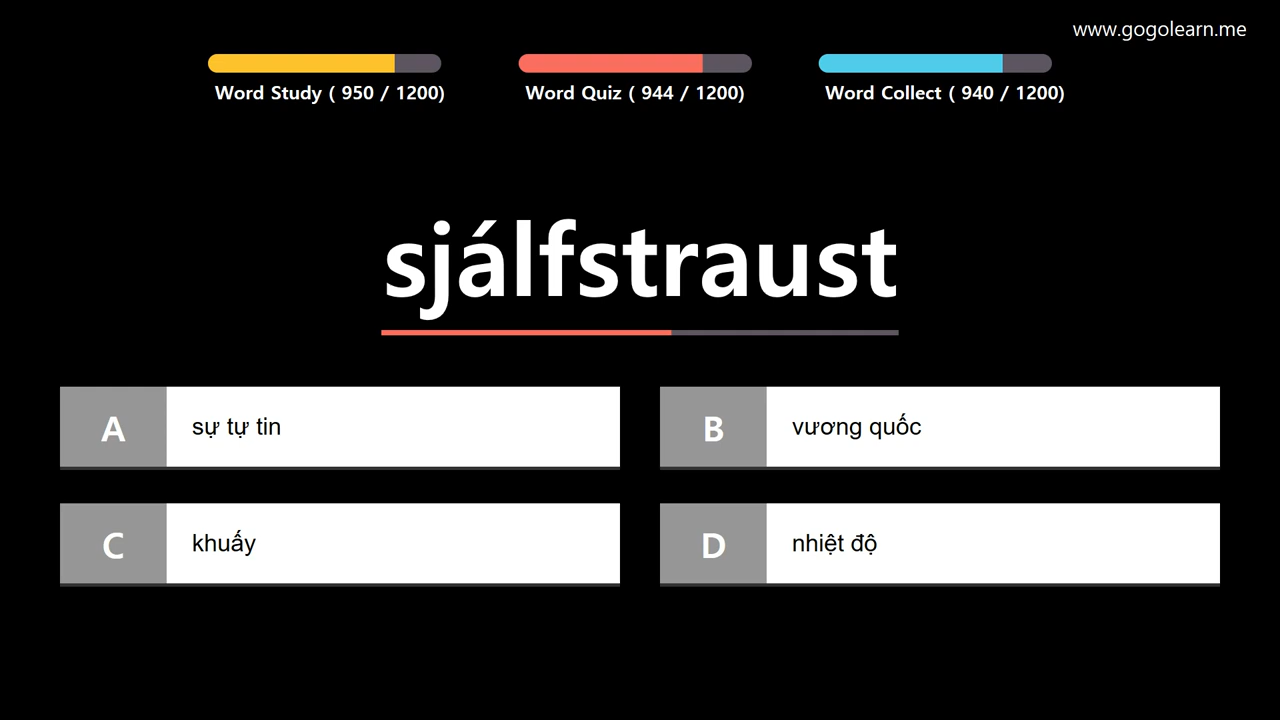 www.gogolearn.me
Word Study ( 950 / 1200)
Word Quiz ( 944 / 1200)
Word Collect ( 940 / 1200)
sjálfstraust
A
sự tự tin
B
vương quốc
C
khuấy
D
nhiệt độ